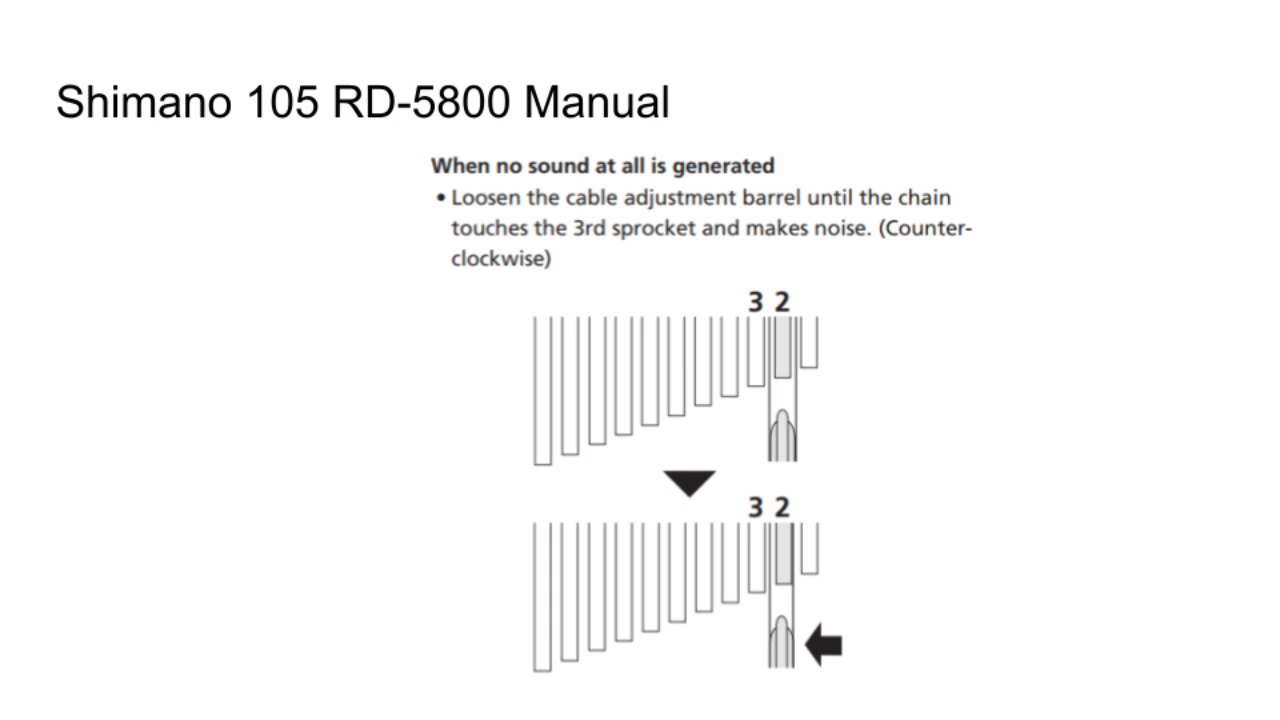 Shimano 105 RD-5800 Manual
When no sound at all is generated
• Loosen the cable adjustment barrel until the chain
touches the 3rd sprocket and makes noise. (Counter-
clockwise)
3 2
3 2